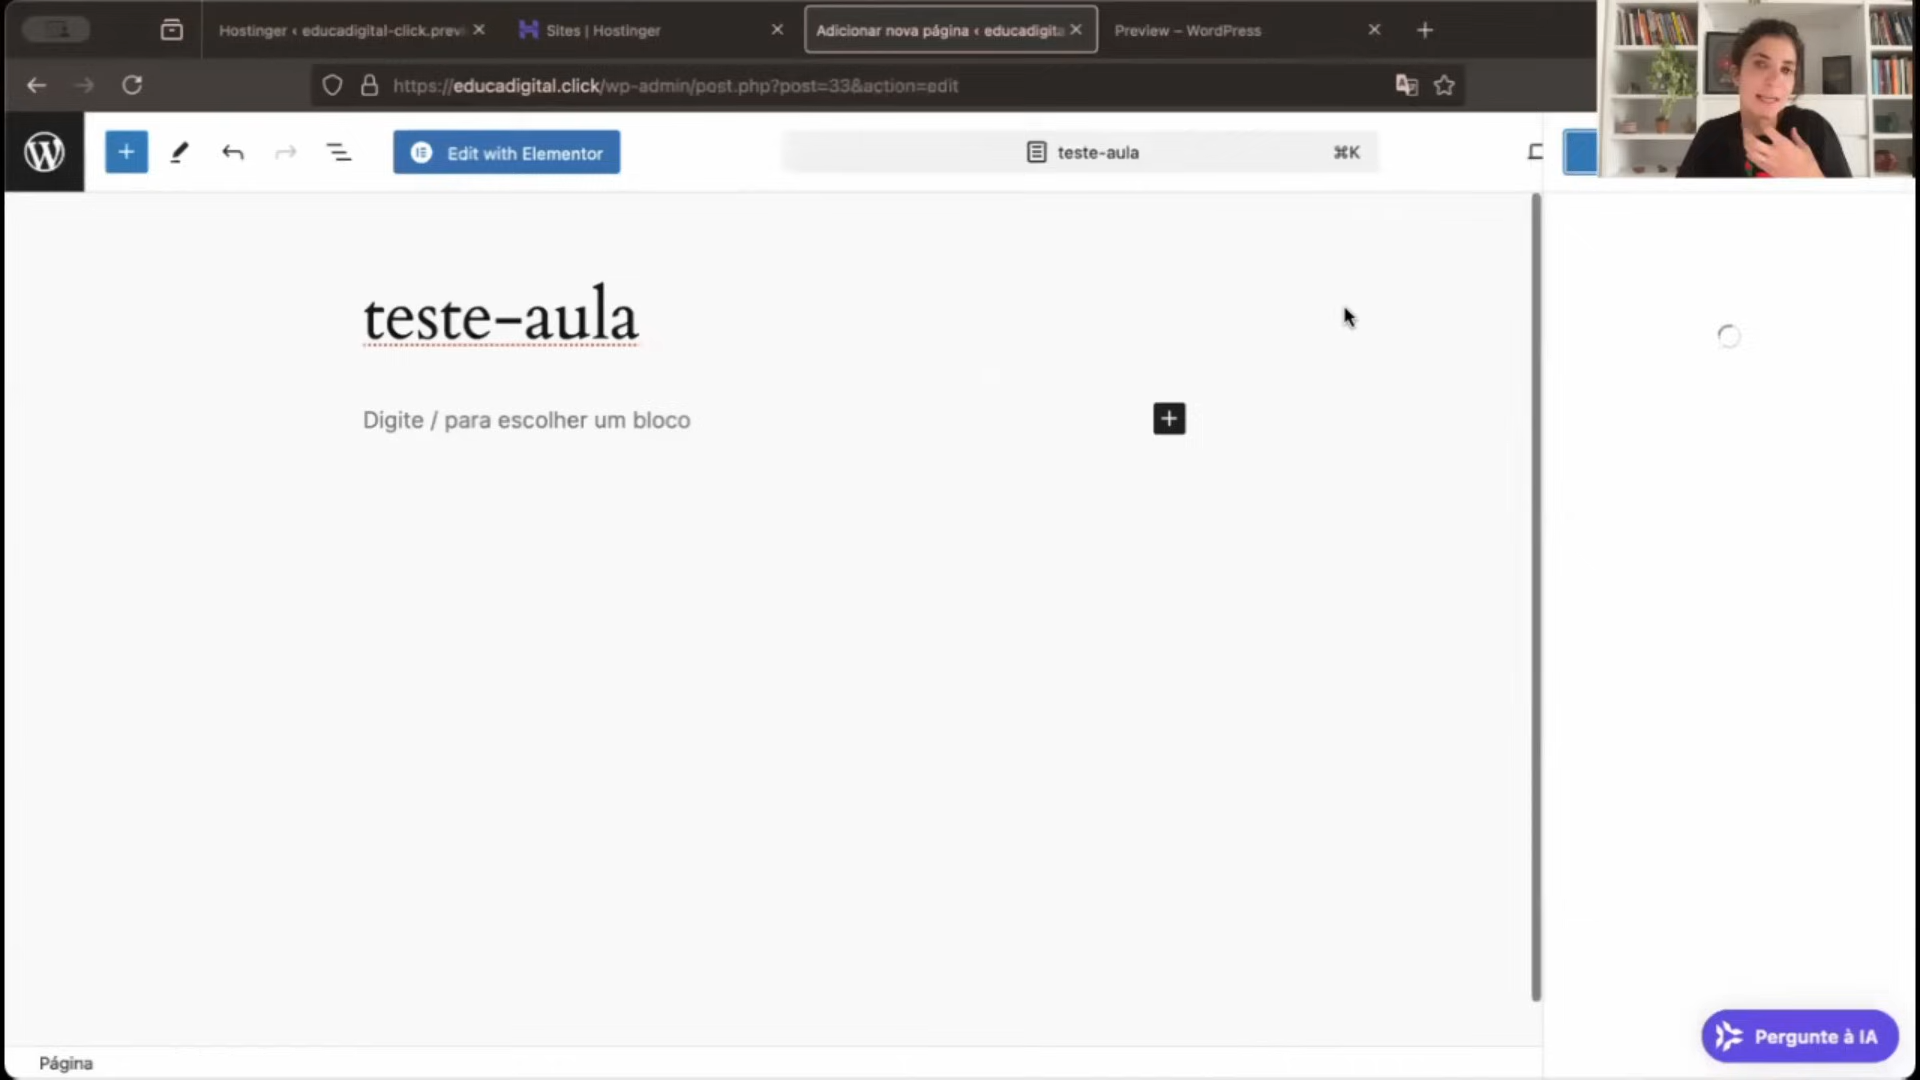 Hostinger ‹ educadigital-click.prev
Sites | Hostinger
Adicionar nova página ‹ educadigita
Preview – WordPress
https://educadigital.click/wp-admin/post.php?post=33&action=edit
Edit with Elementor
teste-aula
⌘K
teste-aula
Digite / para escolher um bloco
Pergunte à IA
Página